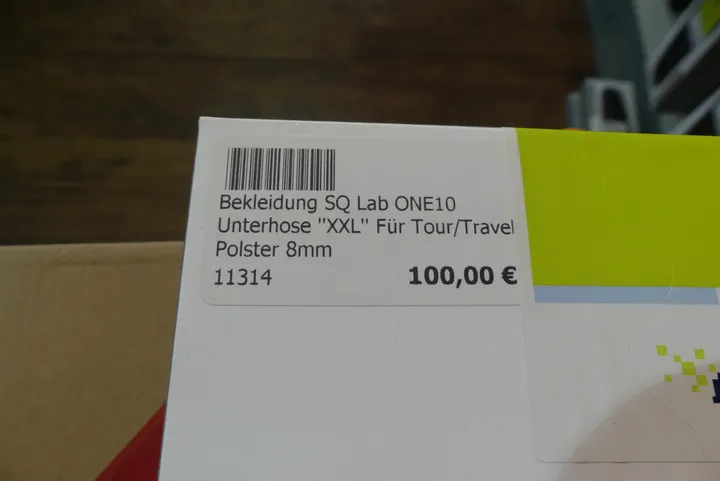 Bekleidung SQ Lab ONE10
Unterhose "XXL" Für Tour/Travel
Polster 8mm
11314 100,00 €